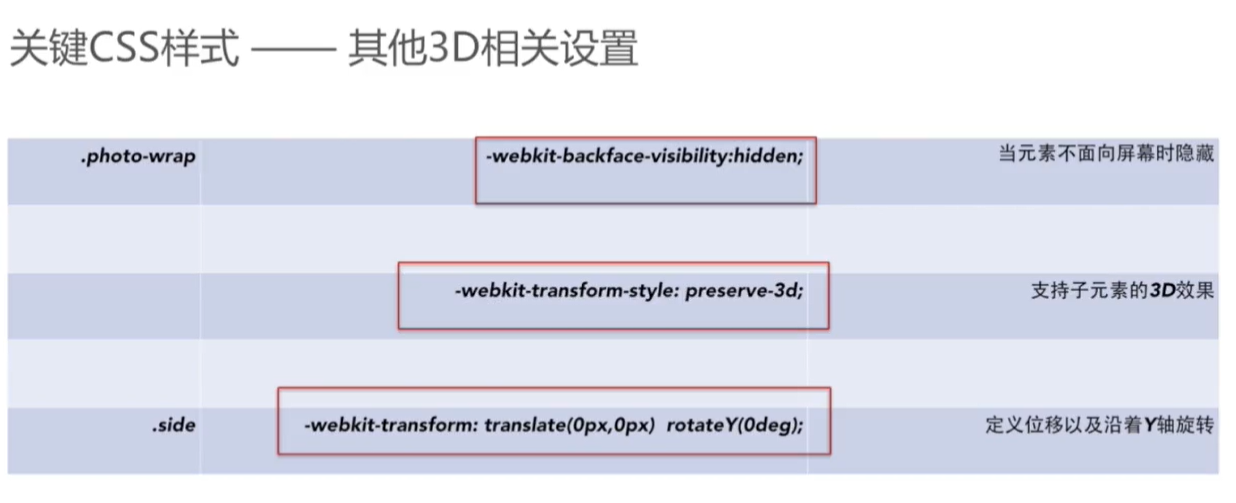 关键CSS样式 —— 其他3D相关设置
.photo-wrap -webkit-backface-visibility:hidden; 当元素不面向屏幕时隐藏
-webkit-transform-style: preserve-3d; 支持子元素的3D效果
.side -webkit-transform: translate(0px,0px) rotateY(0deg); 定义位移以及沿着Y轴旋转